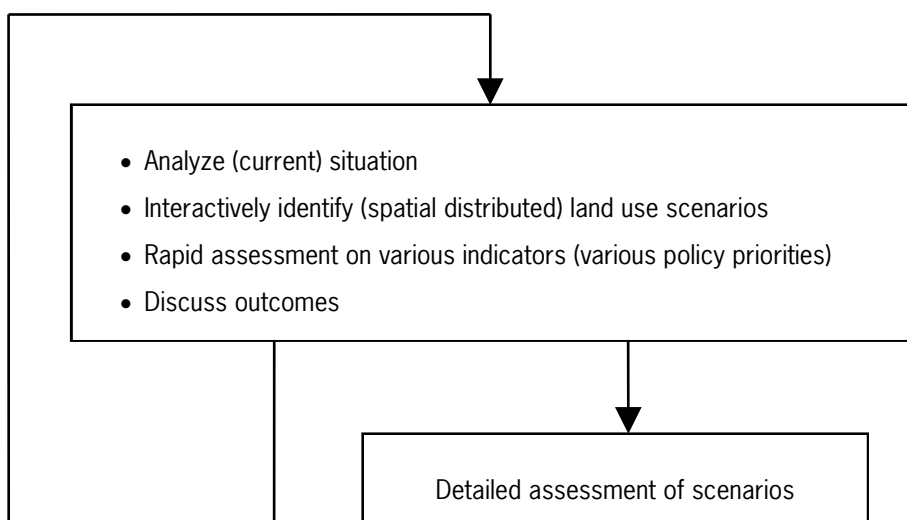 • Analyze (current) situation
• Interactively identify (spatial distributed) land use scenarios
• Rapid assessment on various indicators (various policy priorities)
• Discuss outcomes
Detailed assessment of scenarios